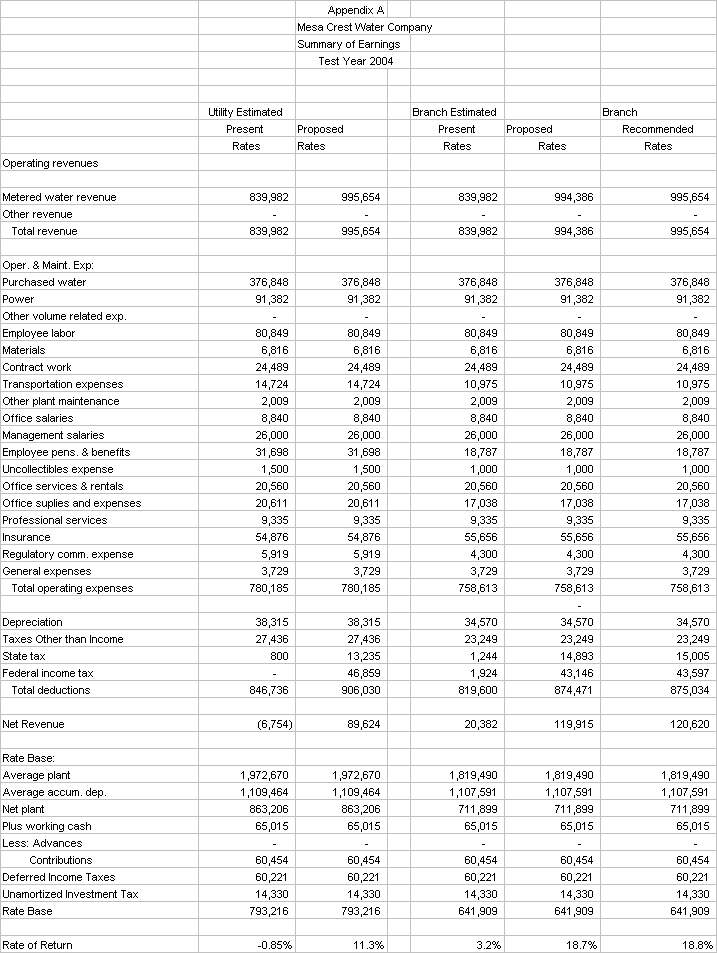 Appendix A
Mesa Crest Water Company
Summary of Earnings
Test Year 2004
Utility Estimated Branch Estimated Branch
Present Proposed Present Proposed Recommended
Rates Rates Rates Rates Rates
Operating revenues
Metered water revenue 839,982 995,654 839,982 994,386 995,654
Other revenue - - - - -
Total revenue 839,982 995,654 839,982 994,386 995,654
Oper. & Maint. Exp:
Purchased water 376,848 376,848 376,848 376,848 376,848
Power 91,382 91,382 91,382 91,382 91,382
Other volume related exp. - - - - -
Employee labor 80,849 80,849 80,849 80,849 80,849
Materials 6,816 6,816 6,816 6,816 6,816
Contract work 24,489 24,489 24,489 24,489 24,489
Transportation expenses 14,724 14,724 10,975 10,975 10,975
Other plant maintenance 2,009 2,009 2,009 2,009 2,009
Office salaries 8,840 8,840 8,840 8,840 8,840
Management salaries 26,000 26,000 26,000 26,000 26,000
Employee pens. & benefits 31,698 31,698 18,787 18,787 18,787
Uncollectibles expense 1,500 1,500 1,000 1,000 1,000
Office services & rentals 20,560 20,560 20,560 20,560 20,560
Office suplies and expenses 20,611 20,611 17,038 17,038 17,038
Professional services 9,335 9,335 9,335 9,335 9,335
Insurance 54,876 54,876 55,656 55,656 55,656
Regulatory comm. expense 5,919 5,919 4,300 4,300 4,300
General expenses 3,729 3,729 3,729 3,729 3,729
Total operating expenses 780,185 780,185 758,613 758,613 758,613
-
Depreciation 38,315 38,315 34,570 34,570 34,570
Taxes Other than Income 27,436 27,436 23,249 23,249 23,249
State tax 800 13,235 1,244 14,893 15,005
Federal income tax - 46,859 1,924 43,146 43,597
Total deductions 846,736 906,030 819,600 874,471 875,034
Net Revenue (6,754) 89,624 20,382 119,915 120,620
Rate Base:
Average plant 1,972,670 1,972,670 1,819,490 1,819,490 1,819,490
Average accum. dep. 1,109,464 1,109,464 1,107,591 1,107,591 1,107,591
Net plant 863,206 863,206 711,899 711,899 711,899
Plus working cash 65,015 65,015 65,015 65,015 65,015
Less: Advances - - - - -
Contributions 60,454 60,454 60,454 60,454 60,454
Deferred Income Taxes 60,221 60,221 60,221 60,221 60,221
Unamortized Investment Tax 14,330 14,330 14,330 14,330 14,330
Rate Base 793,216 793,216 641,909 641,909 641,909
Rate of Return -0.85% 11.3% 3.2% 18.7% 18.8%